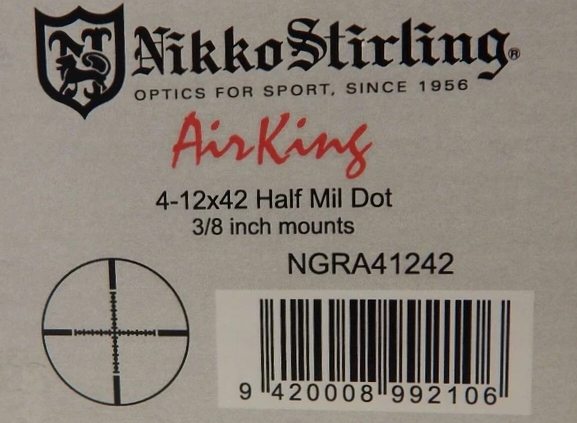 NikkoStirling®
OPTICS FOR SPORT, SINCE 1956
AirKing
4-12x42 Half Mil Dot
3/8 inch mounts
NGRA41242
9 420008 992106